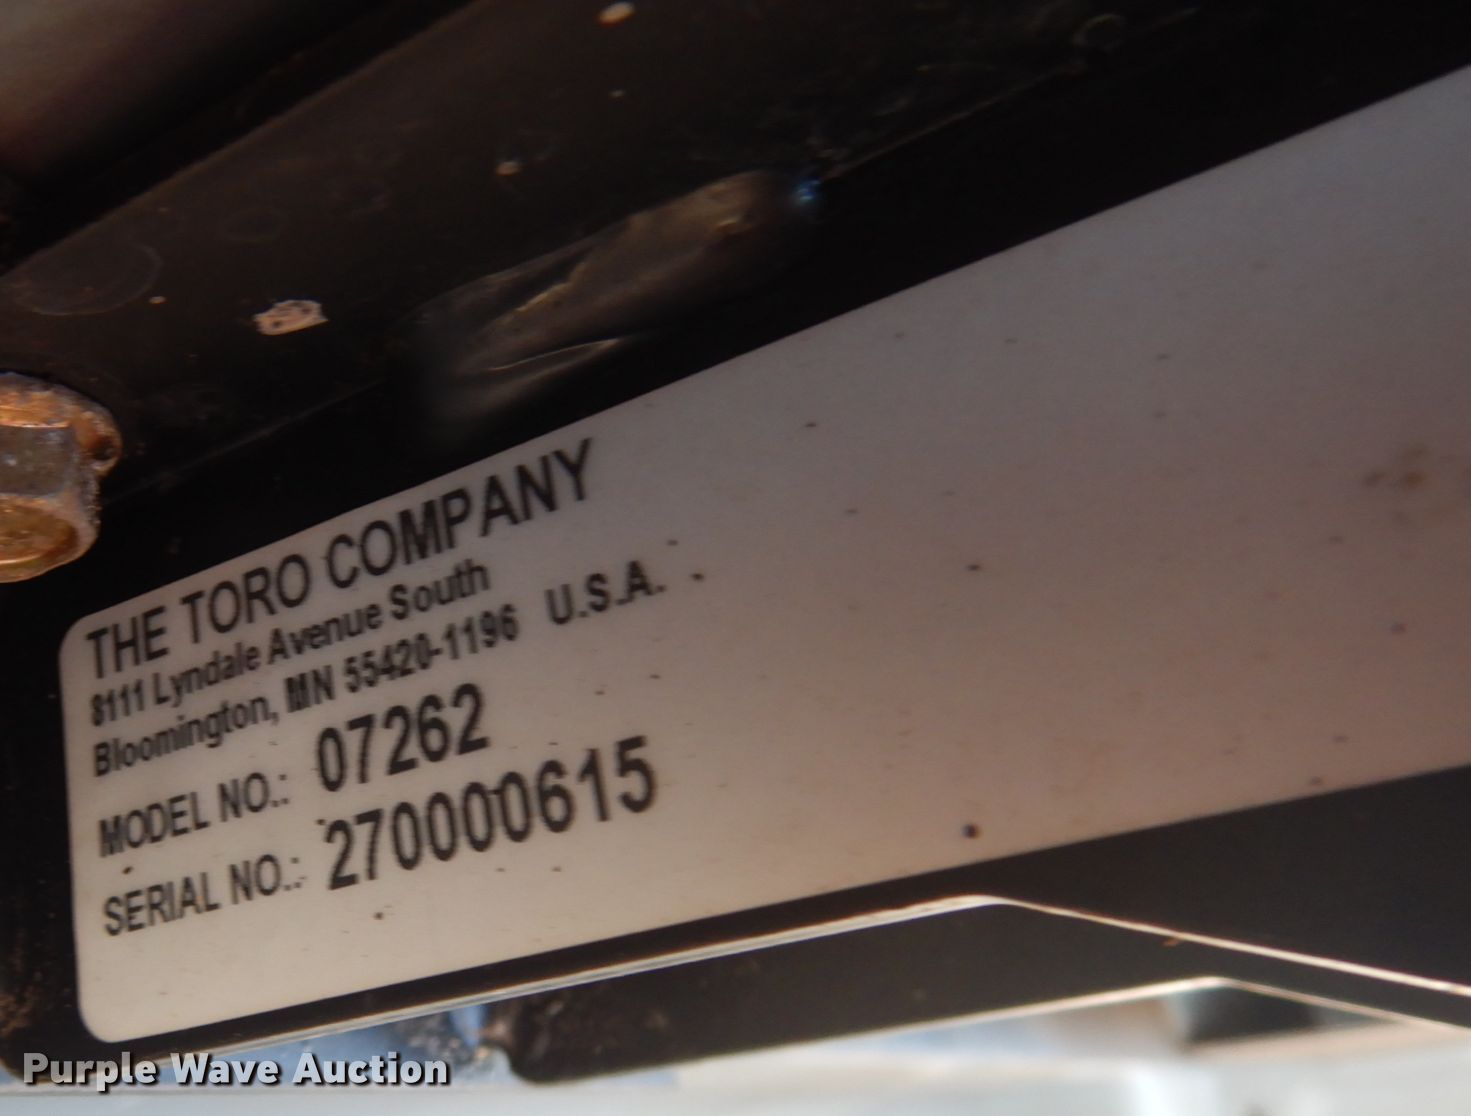 THE TORO COMPANY
8111 Lyndale Avenue South
Bloomington, MN 55420-1196 U.S.A.
MODEL NO.: 07262
SERIAL NO.: 270000615
Purple Wave Auction